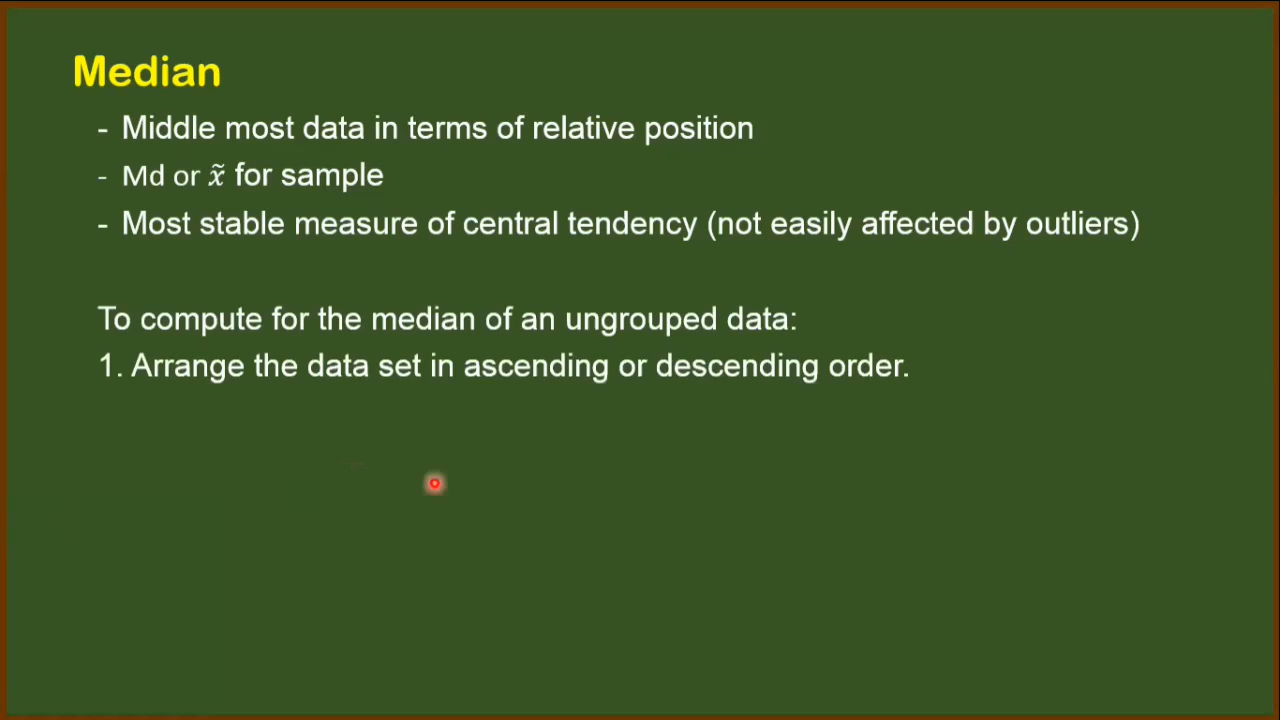 Median
- Middle most data in terms of relative position
- Md or x̃ for sample
- Most stable measure of central tendency (not easily affected by outliers)
To compute for the median of an ungrouped data:
1. Arrange the data set in ascending or descending order.